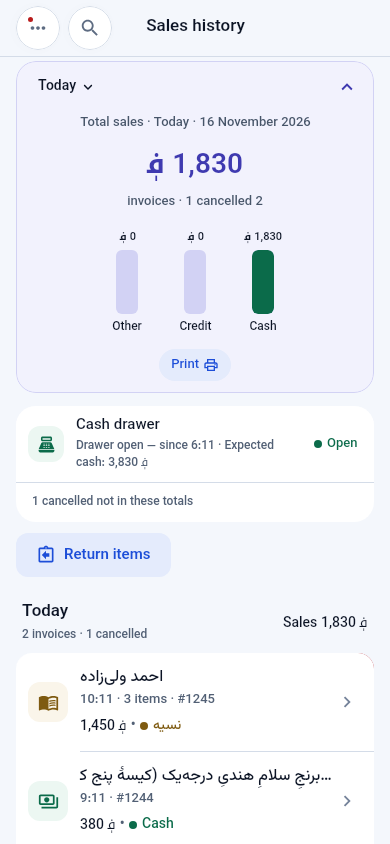 Sales history
Today
Total sales · Today · 16 November 2026
؋ 1,830
invoices · 1 cancelled 2
؋ 0
؋ 0
؋ 1,830
Other
Credit
Cash
Print
Cash drawer
Drawer open — since 6:11 · Expected
cash: 3,830 ؋
Open
1 cancelled not in these totals
Return items
Today
Sales 1,830 ؋
2 invoices · 1 cancelled
احمد ولی‌زاده
10:11 · 3 items · #1245
1,450 ؋ • نسیه
برنجِ سلامِ هندیِ درجه‌یک (کیسهٔ پنج ک...
9:11 · #1244
380 ؋ • Cash